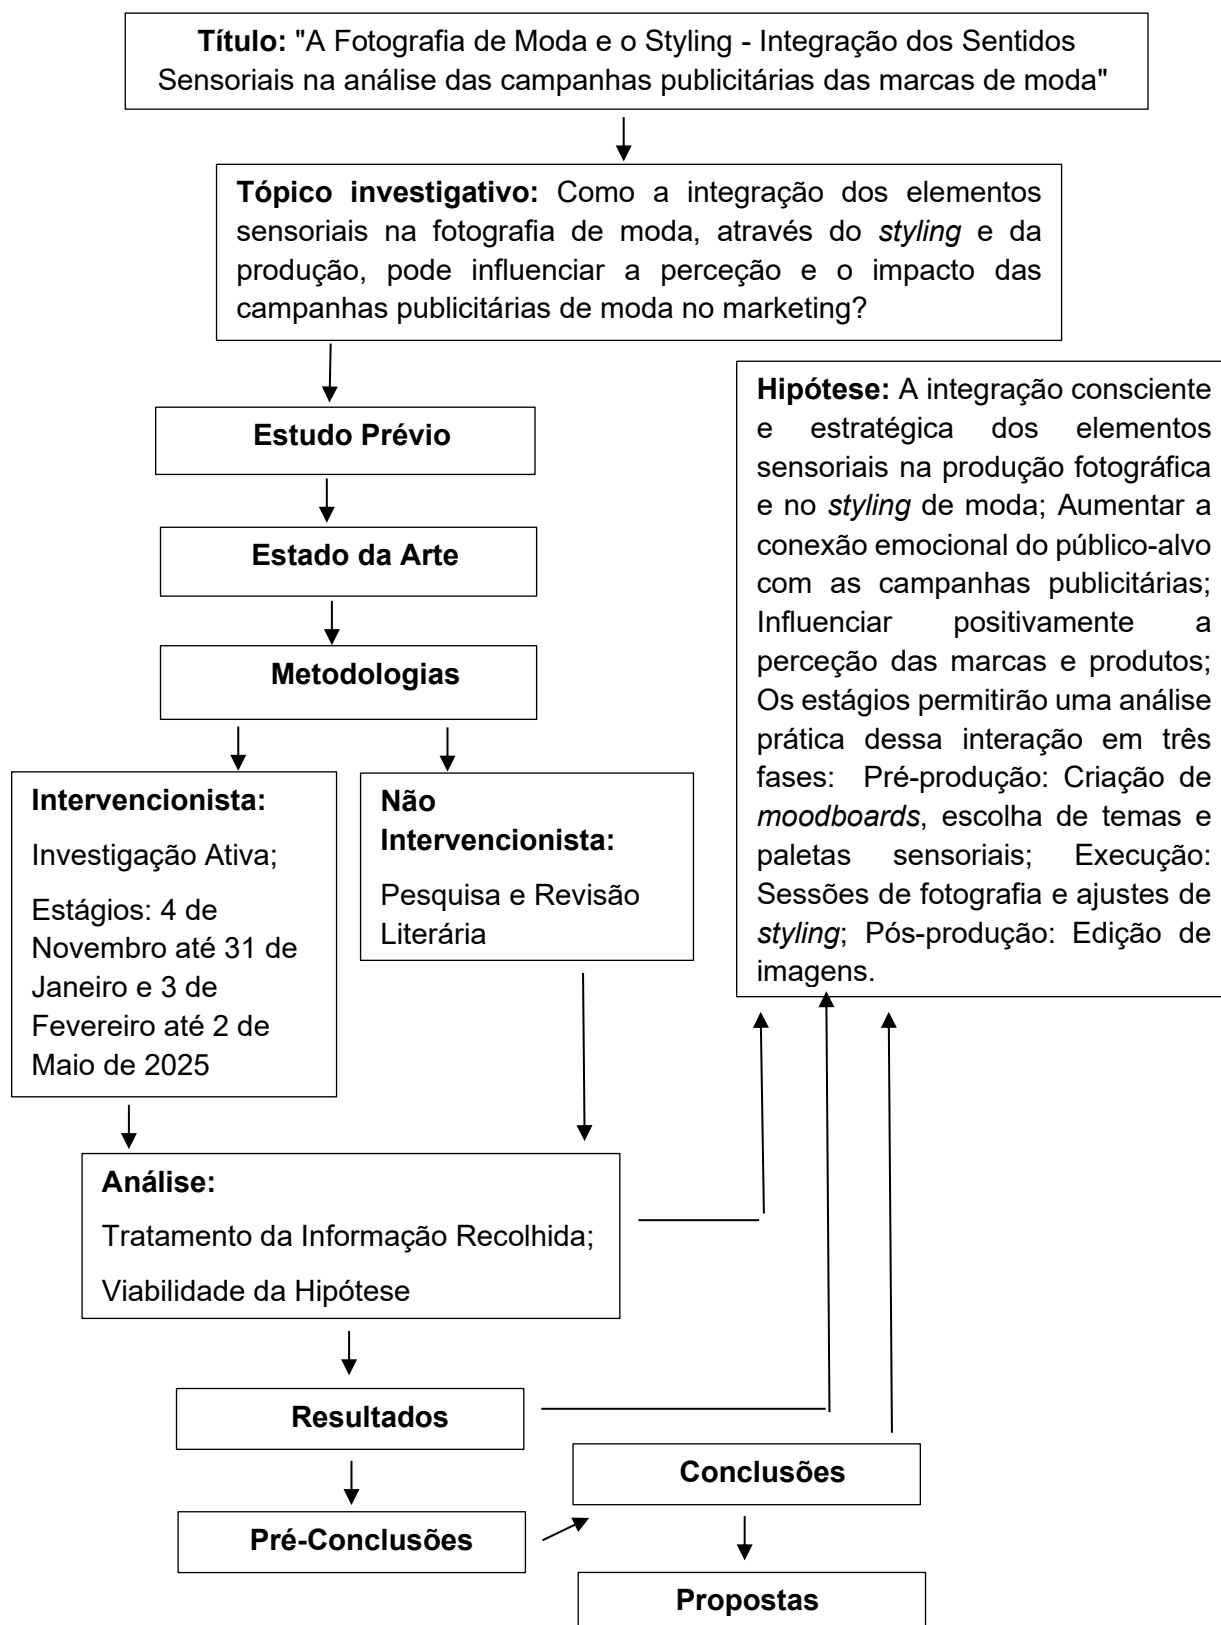 Título: "A Fotografia de Moda e o Styling - Integração dos Sentidos
Sensoriais na análise das campanhas publicitárias das marcas de moda"
Tópico investigativo: Como a integração dos elementos
sensoriais na fotografia de moda, através do styling e da
produção, pode influenciar a perceção e o impacto das
campanhas publicitárias de moda no marketing?
Estudo Prévio
Estado da Arte
Metodologias
Intervencionista:
Investigação Ativa;
Estágios: 4 de
Novembro até 31 de
Janeiro e 3 de
Fevereiro até 2 de
Maio de 2025
Não
Intervencionista:
Pesquisa e Revisão
Literária
Hipótese: A integração consciente
e estratégica dos elementos
sensoriais na produção fotográfica
e no styling de moda; Aumentar a
conexão emocional do público-alvo
com as campanhas publicitárias;
Influenciar positivamente a
perceção das marcas e produtos;
Os estágios permitirão uma análise
prática dessa interação em três
fases: Pré-produção: Criação de
moodboards, escolha de temas e
paletas sensoriais; Execução:
Sessões de fotografia e ajustes de
styling; Pós-produção: Edição de
imagens.
Análise:
Tratamento da Informação Recolhida;
Viabilidade da Hipótese
Resultados
Pré-Conclusões
Conclusões
Propostas